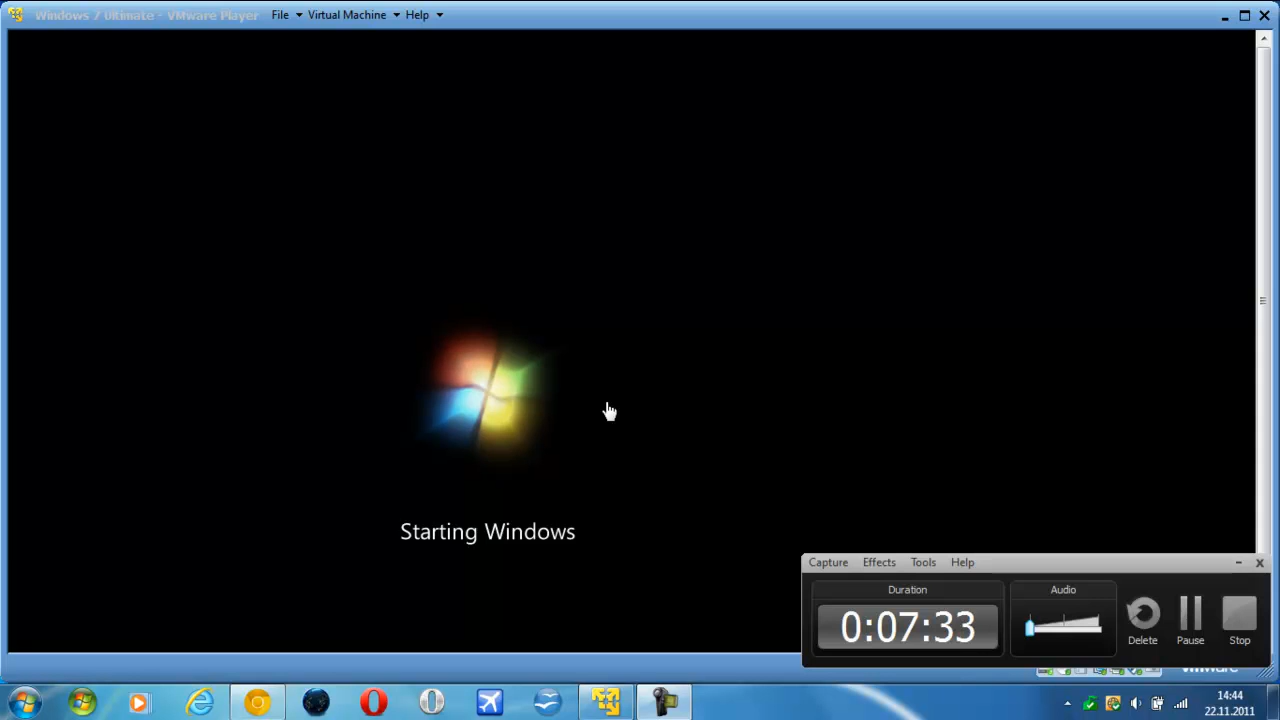 Windows 7 Ultimate - VMware Player File Virtual Machine Help
Starting Windows
Capture Effects Tools Help
Duration Audio
0:07:33
Delete Pause Stop
vmware
14:44
22.11.2011